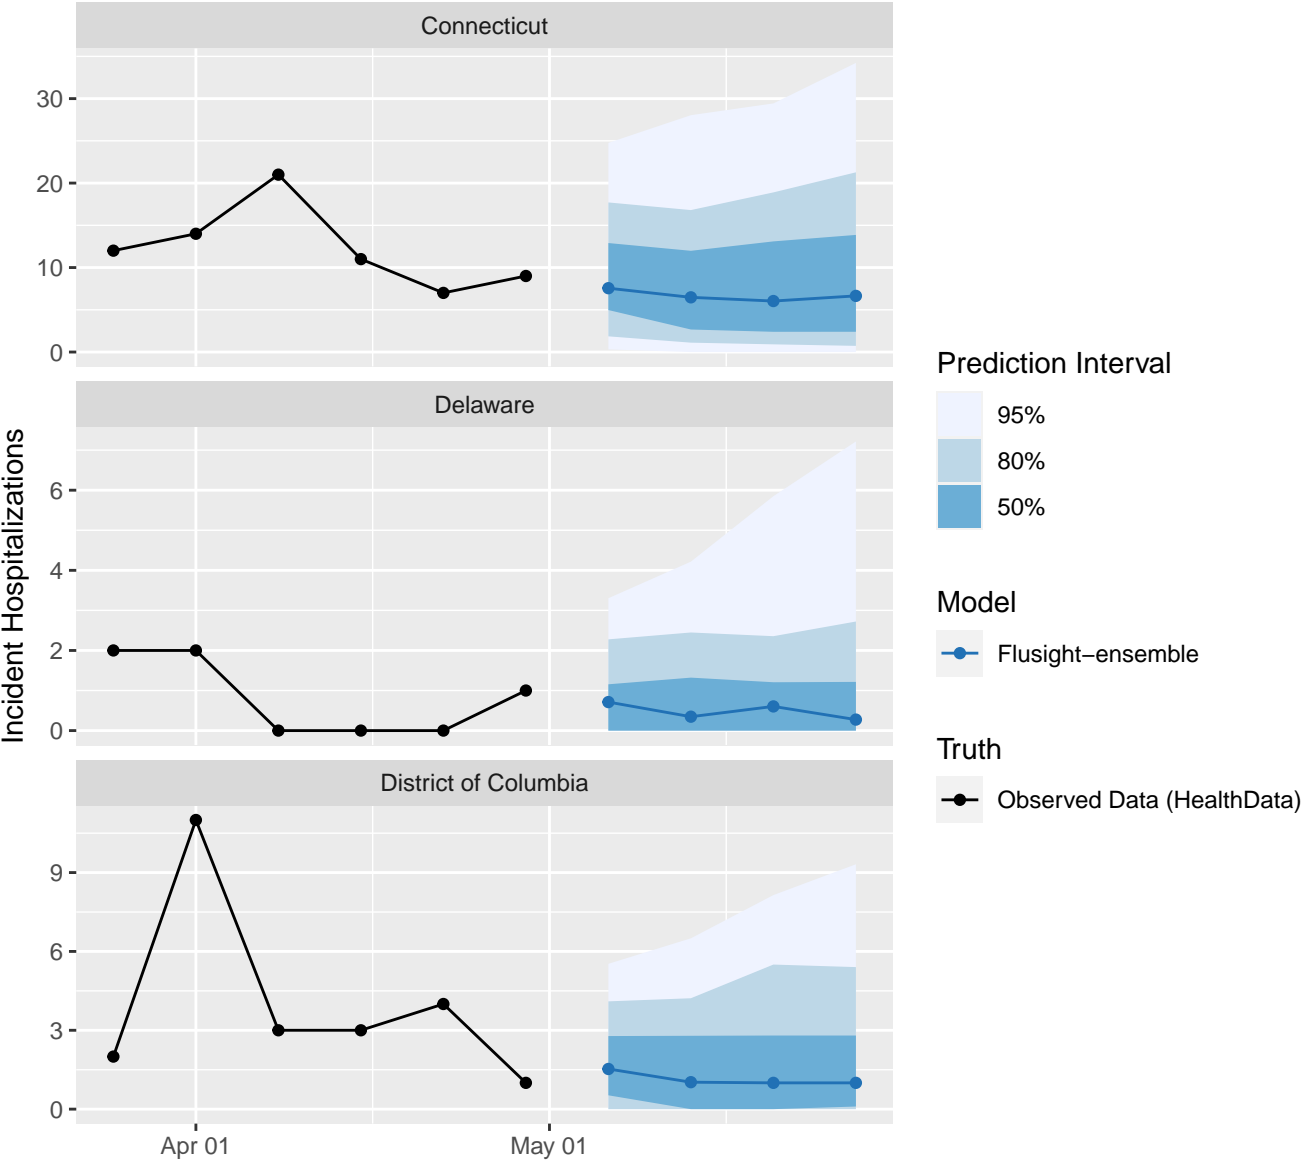 Connecticut
30
20
10
0
Delaware
6
4
2
0
District of Columbia
9
6
3
0
Apr 01
May 01
Incident Hospitalizations
Prediction Interval
95%
80%
50%
Model
Flusight−ensemble
Truth
Observed Data (HealthData)